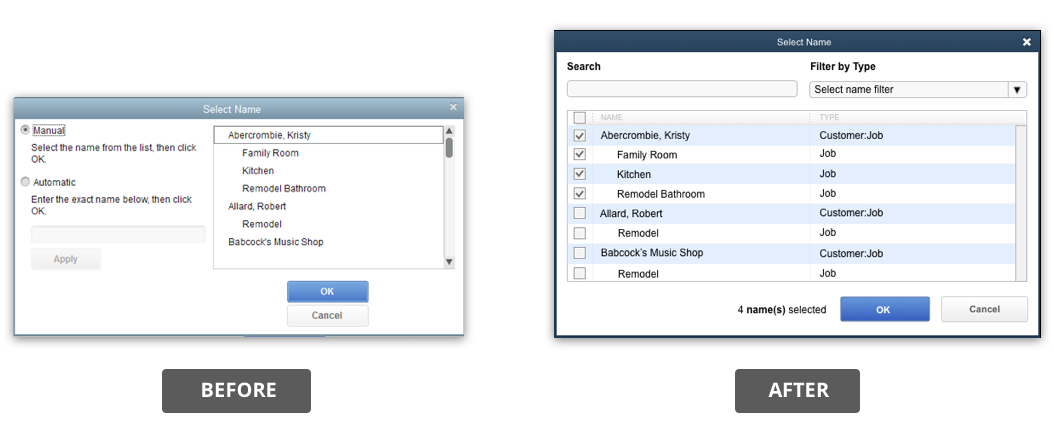 Select Name
Manual
Select the name from the list, then click
OK.
Automatic
Enter the exact name below, then click
OK.
Apply
Abercrombie, Kristy
Family Room
Kitchen
Remodel Bathroom
Allard, Robert
Remodel
Babcock's Music Shop
OK
Cancel
BEFORE
Select Name
Search
Filter by Type
Select name filter
NAME TYPE
Abercrombie, Kristy Customer:Job
Family Room Job
Kitchen Job
Remodel Bathroom Job
Allard, Robert Customer:Job
Remodel Job
Babcock's Music Shop Customer:Job
Remodel Job
4 name(s) selected
OK
Cancel
AFTER